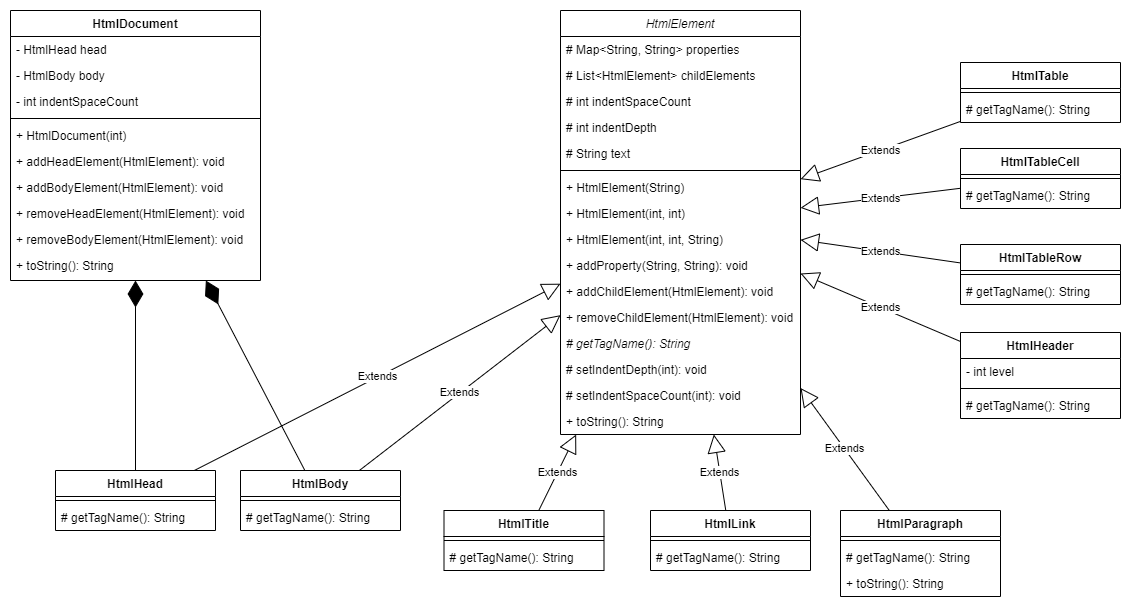 HtmlDocument
- HtmlHead head
- HtmlBody body
- int indentSpaceCount
+ HtmlDocument(int)
+ addHeadElement(HtmlElement): void
+ addBodyElement(HtmlElement): void
+ removeHeadElement(HtmlElement): void
+ removeBodyElement(HtmlElement): void
+ toString(): String
HtmlElement
# Map<String, String> properties
# List<HtmlElement> childElements
# int indentSpaceCount
# int indentDepth
# String text
+ HtmlElement(String)
+ HtmlElement(int, int)
+ HtmlElement(int, int, String)
+ addProperty(String, String): void
+ addChildElement(HtmlElement): void
+ removeChildElement(HtmlElement): void
# getTagName(): String
# setIndentDepth(int): void
# setIndentSpaceCount(int): void
+ toString(): String
HtmlTable
# getTagName(): String
Extends
HtmlTableCell
# getTagName(): String
Extends
HtmlTableRow
# getTagName(): String
Extends
HtmlHeader
- int level
# getTagName(): String
Extends
Extends
Extends
HtmlHead
# getTagName(): String
HtmlBody
# getTagName(): String
Extends
Extends
Extends
HtmlTitle
# getTagName(): String
HtmlLink
# getTagName(): String
HtmlParagraph
# getTagName(): String
+ toString(): String